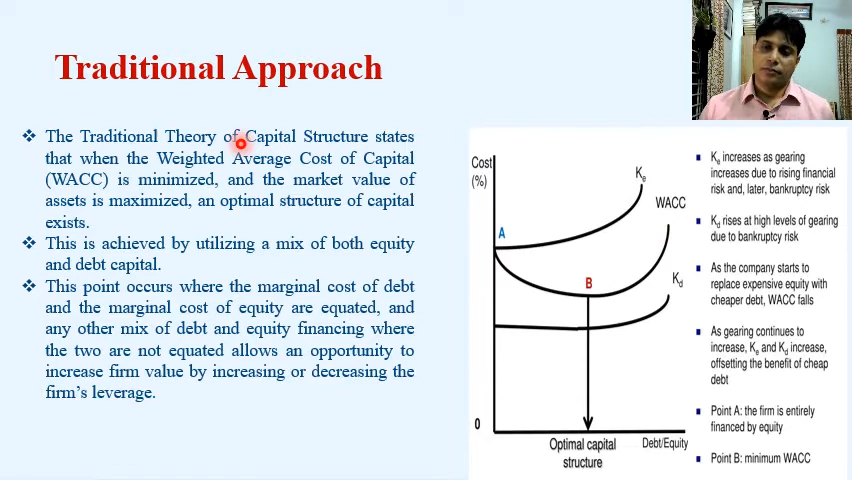 Traditional Approach
The Traditional Theory of Capital Structure states
that when the Weighted Average Cost of Capital
(WACC) is minimized, and the market value of
assets is maximized, an optimal structure of capital
exists.
This is achieved by utilizing a mix of both equity
and debt capital.
This point occurs where the marginal cost of debt
and the marginal cost of equity are equated, and
any other mix of debt and equity financing where
the two are not equated allows an opportunity to
increase firm value by increasing or decreasing the
firm's leverage.
Cost
(%)
Ke
WACC
A
B
Kd
0
Optimal capital
structure
Debt/Equity
Ke increases as gearing
increases due to rising financial
risk and, later, bankruptcy risk
Kd rises at high levels of gearing
due to bankruptcy risk
As the company starts to
replace expensive equity with
cheaper debt, WACC falls
As gearing continues to
increase, Ke and Kd increase,
offsetting the benefit of cheap
debt
Point A: the firm is entirely
financed by equity
Point B: minimum WACC